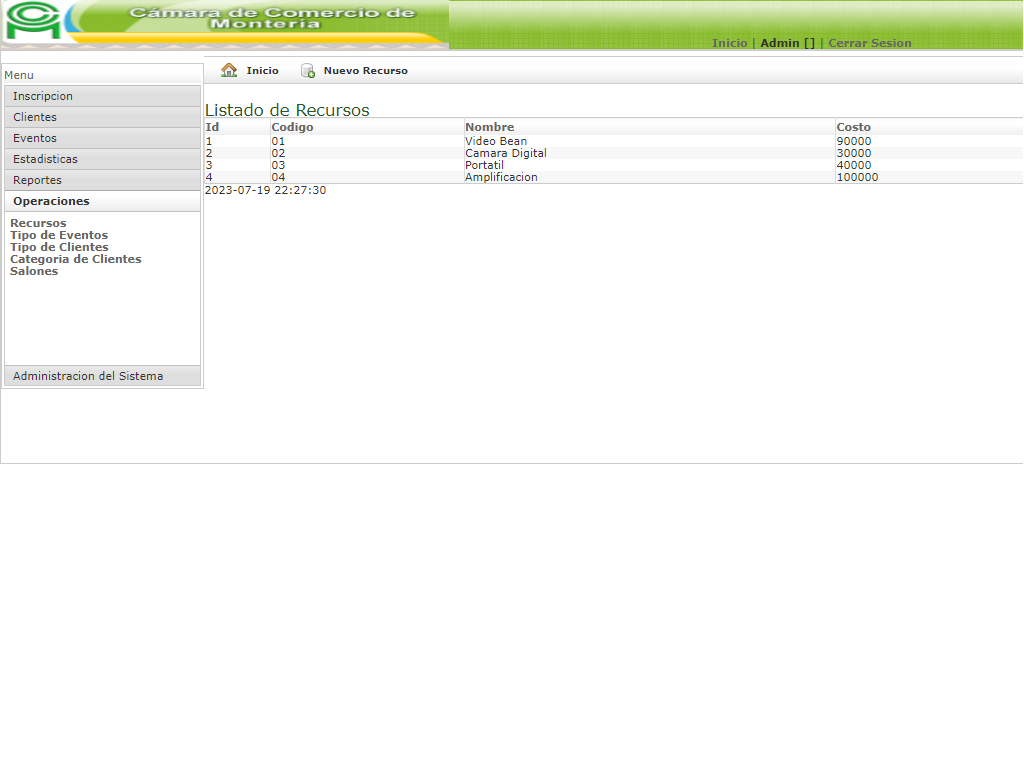 Cámara de Comercio de
Montería
Inicio | Admin [] | Cerrar Sesion
Menu
Inscripcion
Clientes
Eventos
Estadisticas
Reportes
Operaciones
Recursos
Tipo de Eventos
Tipo de Clientes
Categoria de Clientes
Salones
Administracion del Sistema
Inicio Nuevo Recurso
Listado de Recursos
Id Codigo Nombre Costo
1 01 Video Bean 90000
2 02 Camara Digital 30000
3 03 Portatil 40000
4 04 Amplificacion 100000
2023-07-19 22:27:30